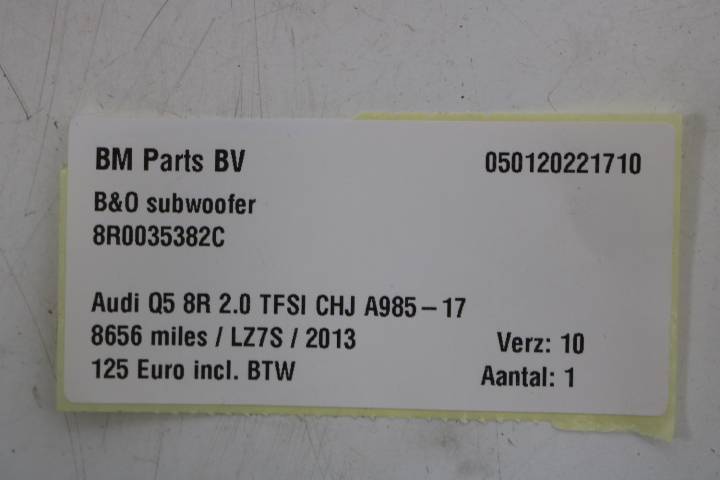 BM Parts BV 050120221710
B&O subwoofer
8R0035382C
Audi Q5 8R 2.0 TFSI CHJ A985-17
8656 miles / LZ7S / 2013 Verz: 10
125 Euro incl. BTW Aantal: 1